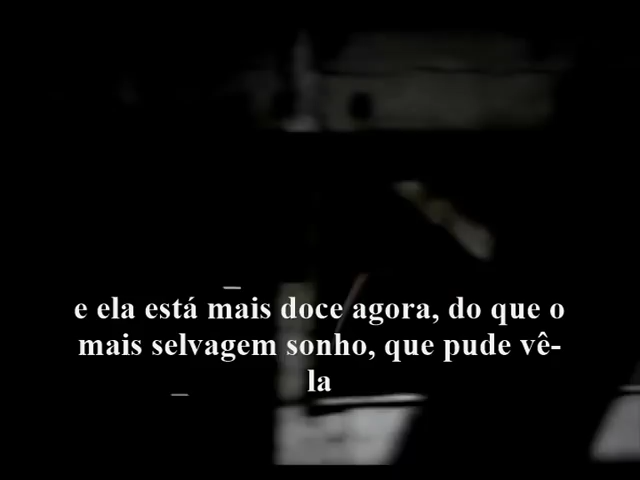 e ela está mais doce agora, do que o
mais selvagem sonho, que pude vê-
la